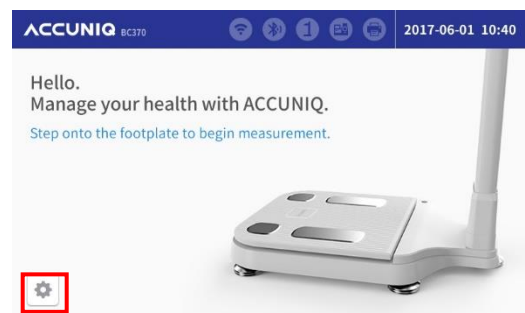 ACCUNIQ BC370
1
2017-06-01 10:40
Hello.
Manage your health with ACCUNIQ.
Step onto the footplate to begin measurement.